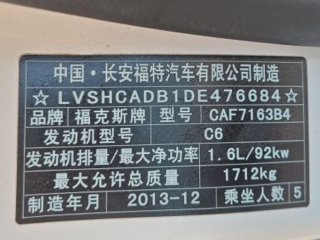 中国·长安福特汽车有限公司制造
☆LVSHCADB1DE476684☆
品牌 福克斯牌 型号 CAF7163B4
发动机型号 C6
发动机排量/最大净功率 1.6L/92kw
最大允许总质量 1712kg
制造年月 2013-12 乘坐人数 5